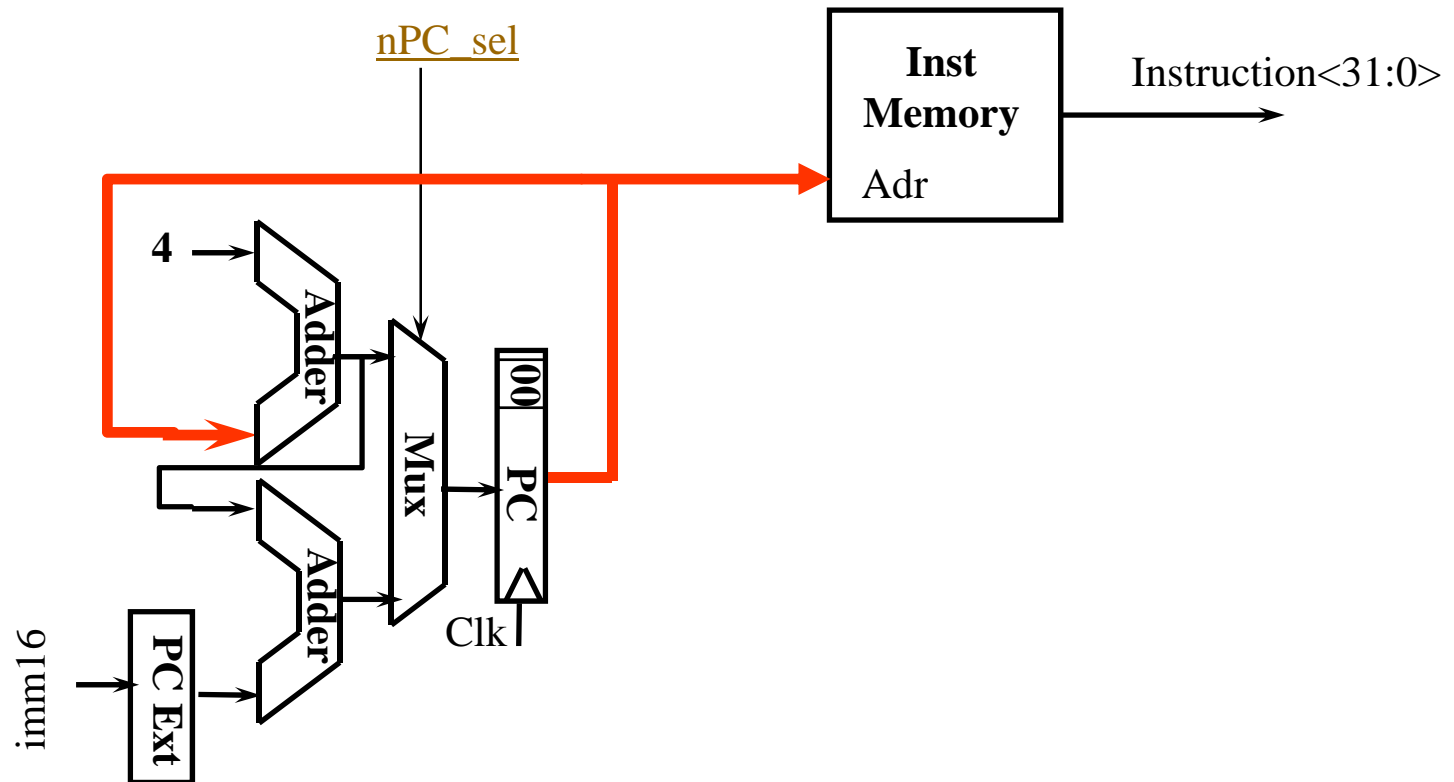 nPC_sel
Inst
Memory
Instruction<31:0>
Adr
4
Adder
Mux
00
PC
Adder
Clk
imm16
PC Ext